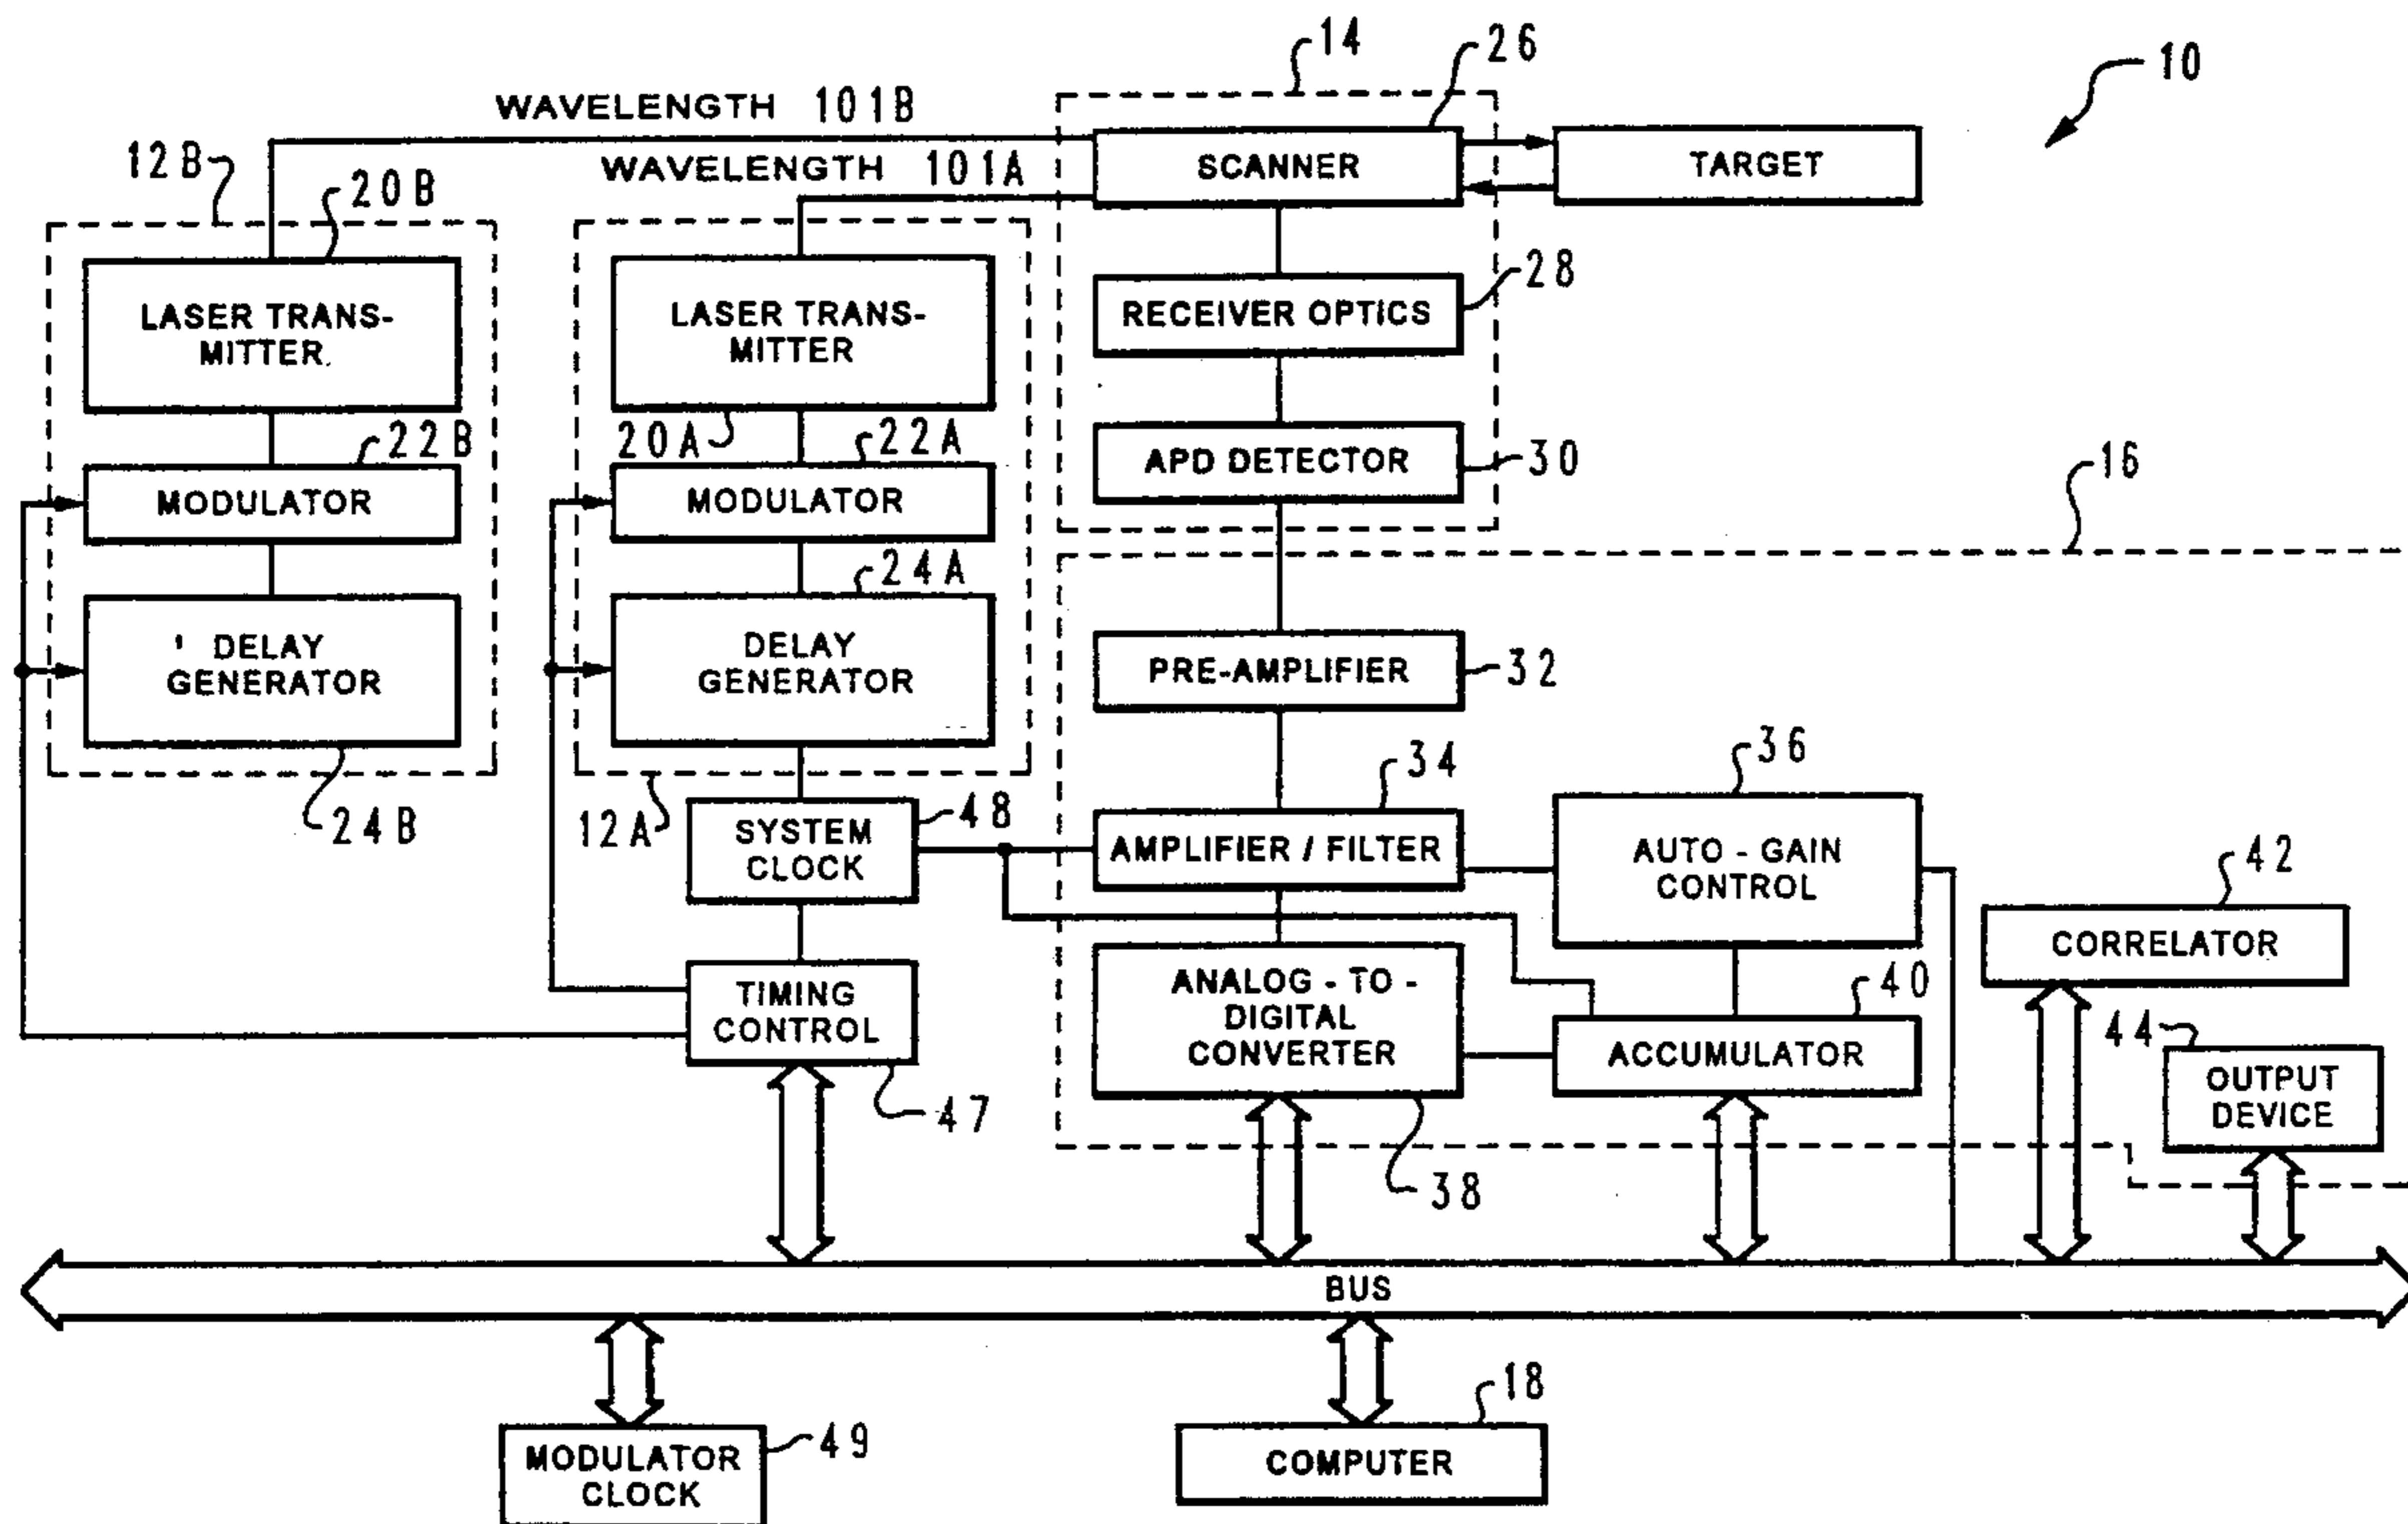 14
26
10
WAVELENGTH 101B
12B
WAVELENGTH 101A
SCANNER
TARGET
20B
28
LASER TRANS-
MITTER
LASER TRANS-
MITTER
RECEIVER OPTICS
22B
20A
22A
APD DETECTOR
30
16
MODULATOR
MODULATOR
24A
DELAY
GENERATOR
DELAY
GENERATOR
PRE-AMPLIFIER
32
24B
12A
48
34
36
SYSTEM
CLOCK
AMPLIFIER / FILTER
AUTO - GAIN
CONTROL
42
CORRELATOR
TIMING
CONTROL
ANALOG - TO -
DIGITAL
CONVERTER
40
ACCUMULATOR
44
OUTPUT
DEVICE
47
38
BUS
18
49
MODULATOR
CLOCK
COMPUTER